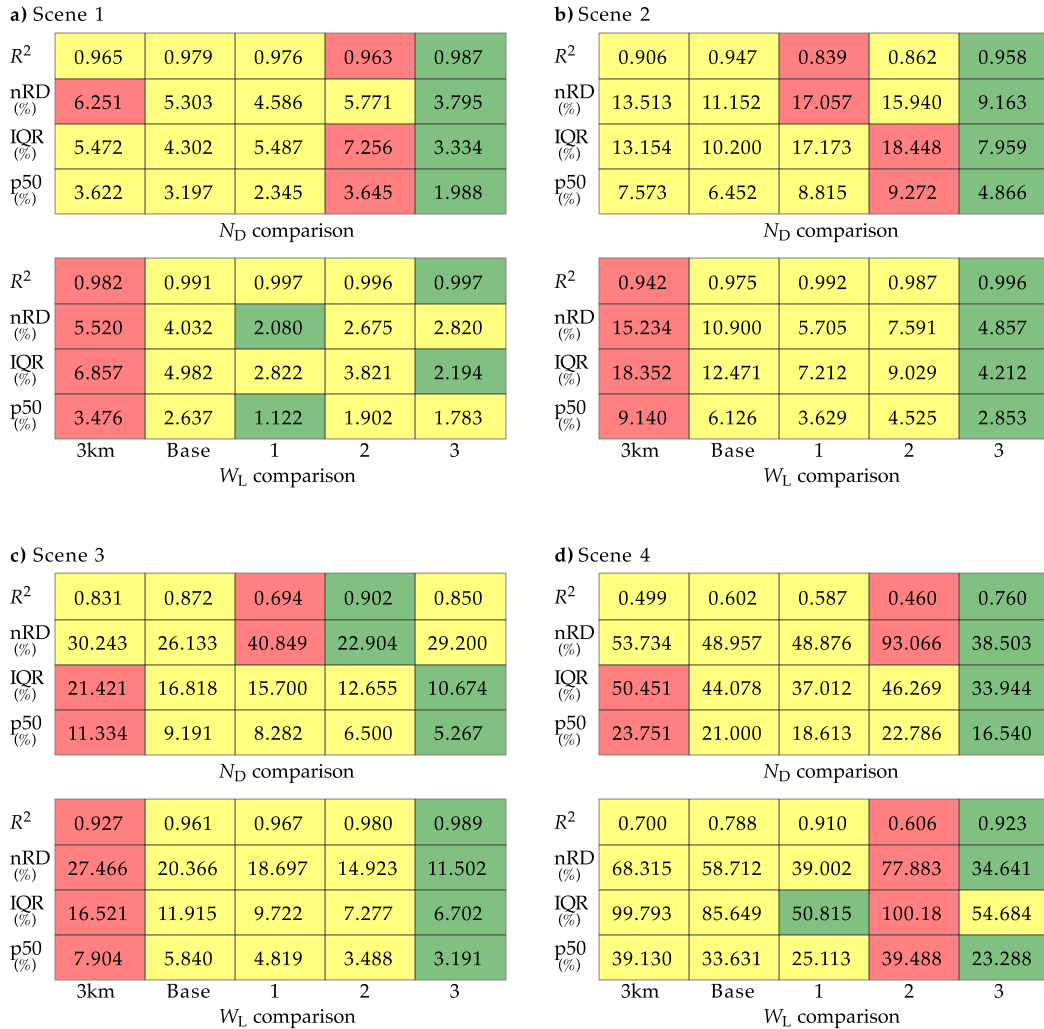 a) Scene 1
R2 0.965 0.979 0.976 0.963 0.987
nRD (%) 6.251 5.303 4.586 5.771 3.795
IQR (%) 5.472 4.302 5.487 7.256 3.334
p50 (%) 3.622 3.197 2.345 3.645 1.988
ND comparison
R2 0.982 0.991 0.997 0.996 0.997
nRD (%) 5.520 4.032 2.080 2.675 2.820
IQR (%) 6.857 4.982 2.822 3.821 2.194
p50 (%) 3.476 2.637 1.122 1.902 1.783
3km Base 1 2 3
WL comparison
b) Scene 2
0.906 0.947 0.839 0.862 0.958
nRD (%) 13.513 11.152 17.057 15.940 9.163
IQR (%) 13.154 10.200 17.173 18.448 7.959
p50 (%) 7.573 6.452 8.815 9.272 4.866
ND comparison
R2 0.942 0.975 0.992 0.987 0.996
nRD (%) 15.234 10.900 5.705 7.591 4.857
IQR (%) 18.352 12.471 7.212 9.029 4.212
p50 (%) 9.140 6.126 3.629 4.525 2.853
3km Base 1 2 3
WL comparison
c) Scene 3
R2 0.831 0.872 0.694 0.902 0.850
nRD (%) 30.243 26.133 40.849 22.904 29.200
IQR (%) 21.421 16.818 15.700 12.655 10.674
p50 (%) 11.334 9.191 8.282 6.500 5.267
ND comparison
R2 0.927 0.961 0.967 0.980 0.989
nRD (%) 27.466 20.366 18.697 14.923 11.502
IQR (%) 16.521 11.915 9.722 7.277 6.702
p50 (%) 7.904 5.840 4.819 3.488 3.191
3km Base 1 2 3
WL comparison
d) Scene 4
R2 0.499 0.602 0.587 0.460 0.760
nRD (%) 53.734 48.957 48.876 93.066 38.503
IQR (%) 50.451 44.078 37.012 46.269 33.944
p50 (%) 23.751 21.000 18.613 22.786 16.540
ND comparison
R2 0.700 0.788 0.910 0.606 0.923
nRD (%) 68.315 58.712 39.002 77.883 34.641
IQR (%) 99.793 85.649 50.815 100.18 54.684
p50 (%) 39.130 33.631 25.113 39.488 23.288
3km Base 1 2 3
WL comparison